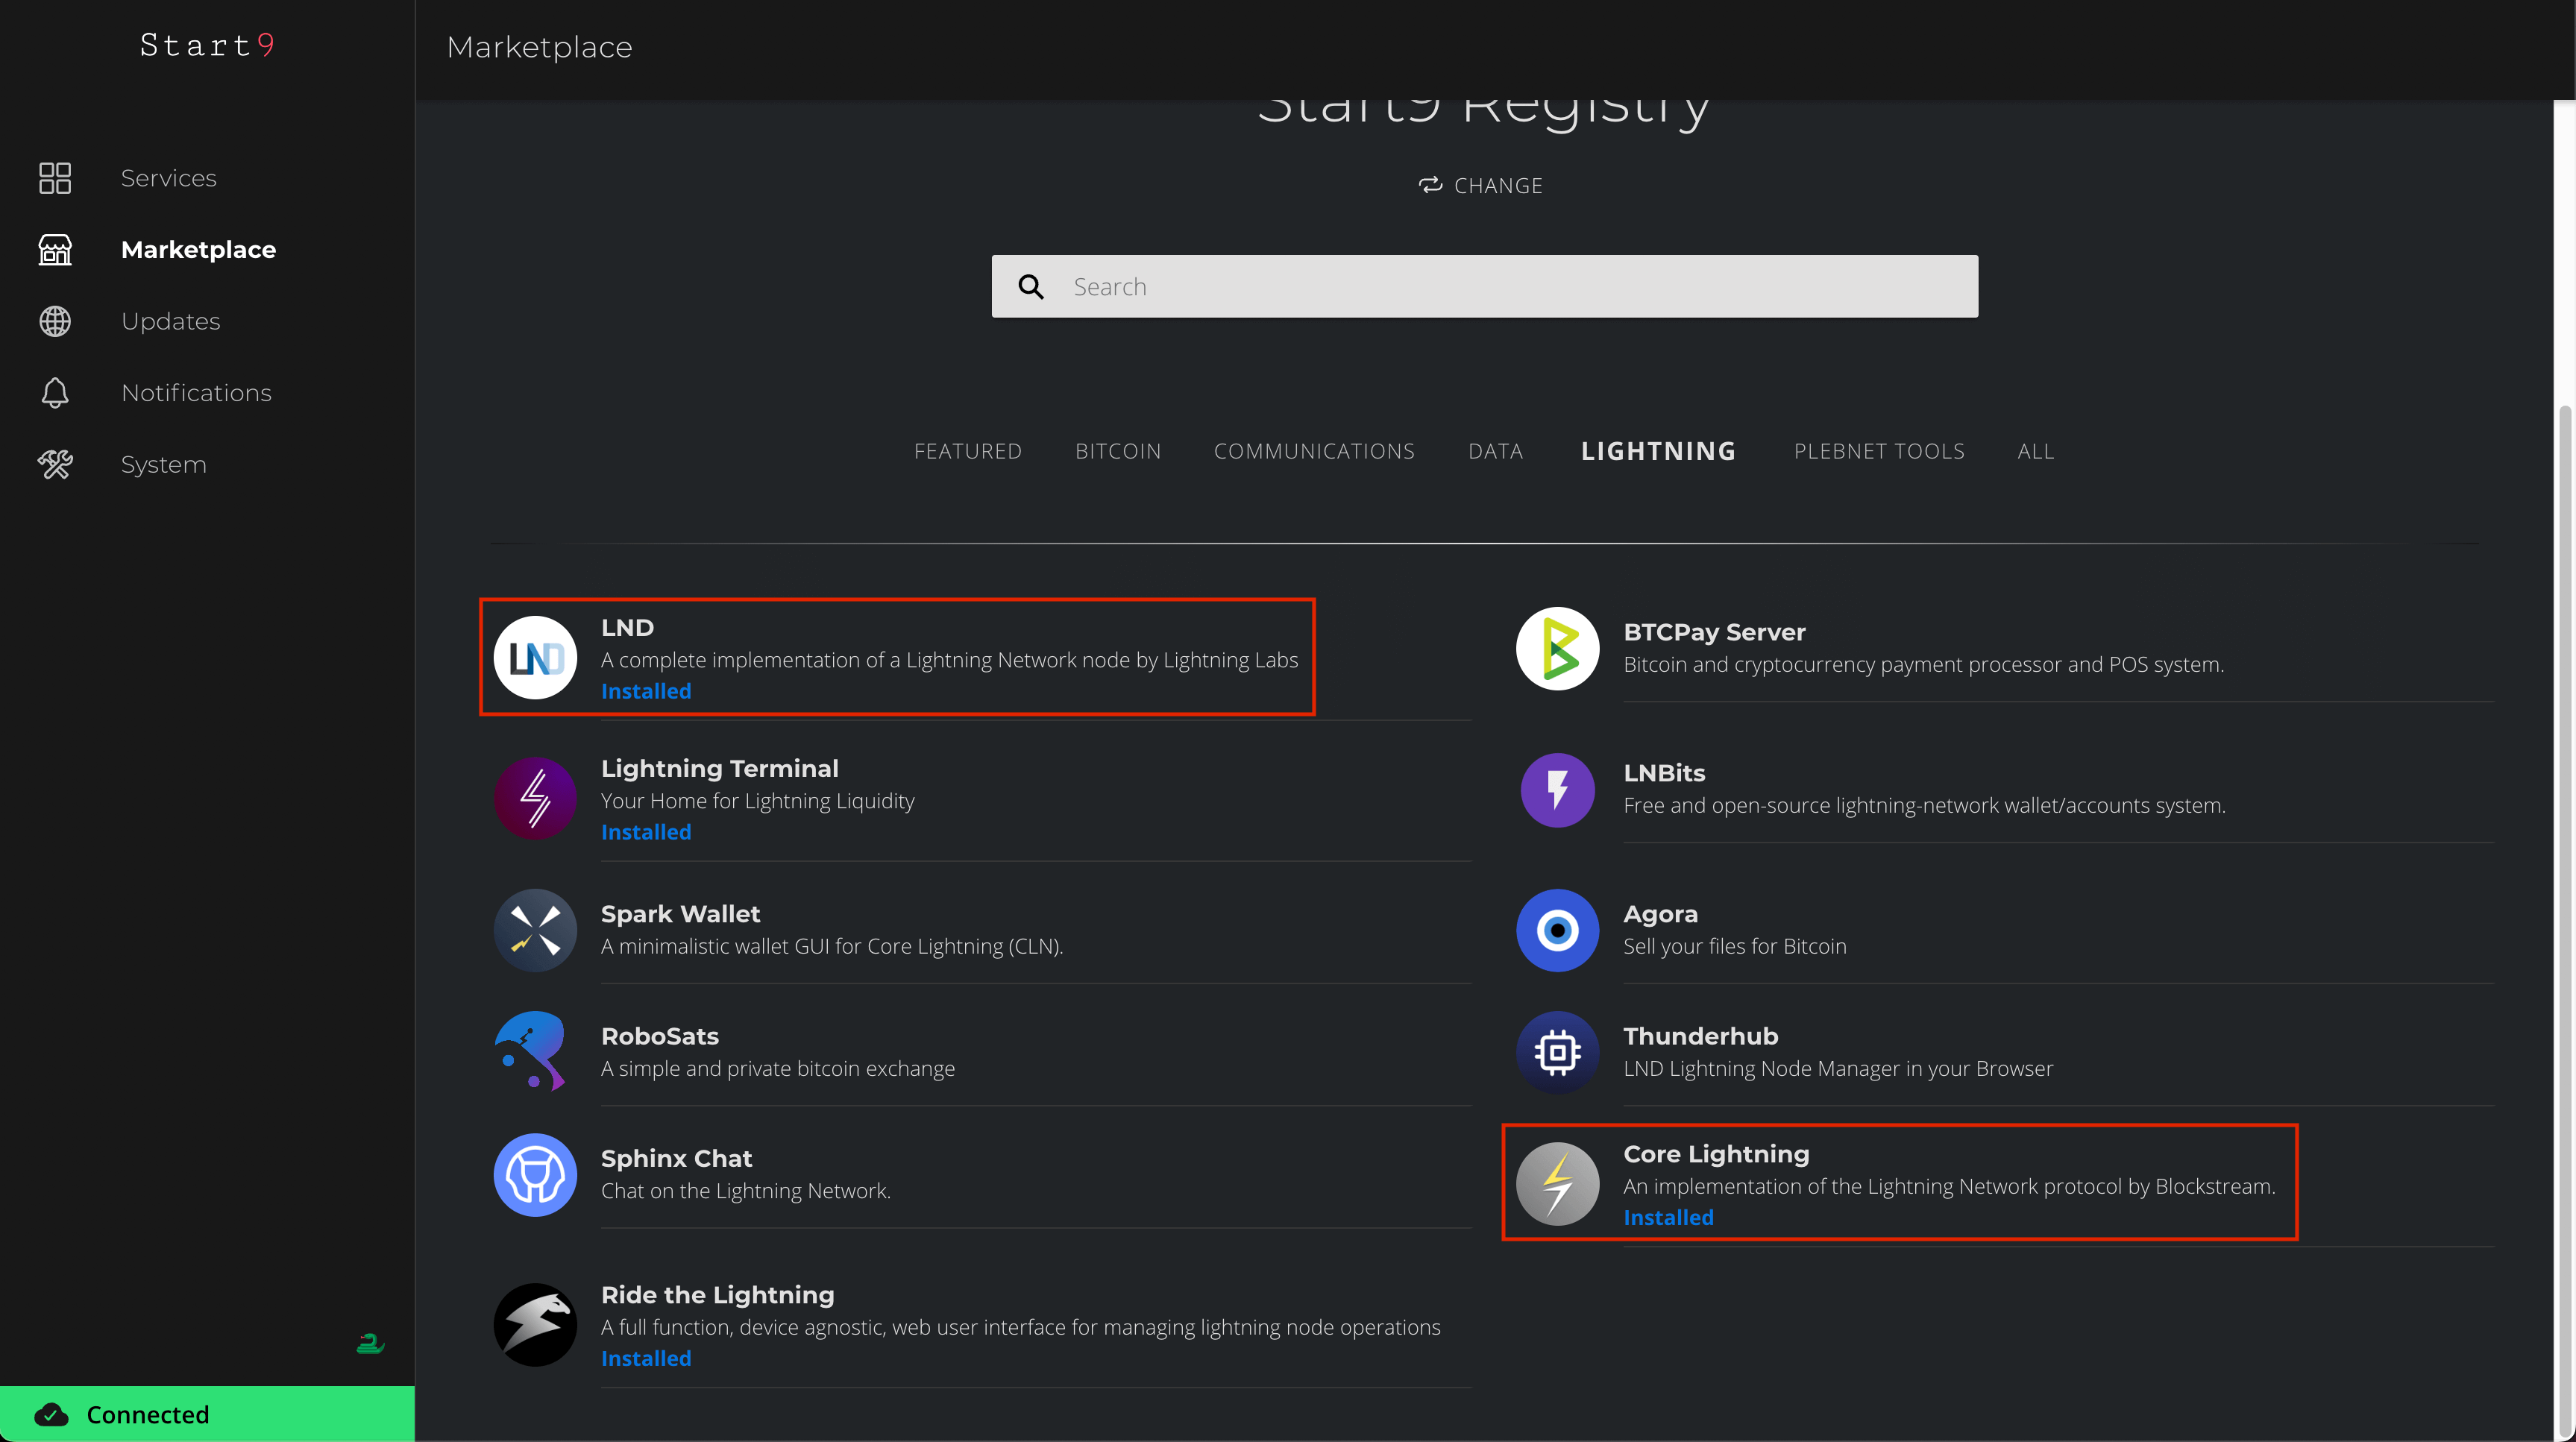 Start9
Marketplace
Services
Marketplace
Updates
Notifications
System
Connected
Start9 Registry
CHANGE
Search
FEATURED BITCOIN COMMUNICATIONS DATA LIGHTNING PLEBNET TOOLS ALL
LND
LND
A complete implementation of a Lightning Network node by Lightning Labs
Installed
BTCPay Server
Bitcoin and cryptocurrency payment processor and POS system.
Lightning Terminal
Your Home for Lightning Liquidity
Installed
LNBits
Free and open-source lightning-network wallet/accounts system.
Spark Wallet
A minimalistic wallet GUI for Core Lightning (CLN).
Agora
Sell your files for Bitcoin
RoboSats
A simple and private bitcoin exchange
Thunderhub
LND Lightning Node Manager in your Browser
Sphinx Chat
Chat on the Lightning Network.
Core Lightning
An implementation of the Lightning Network protocol by Blockstream.
Installed
Ride the Lightning
A full function, device agnostic, web user interface for managing lightning node operations
Installed